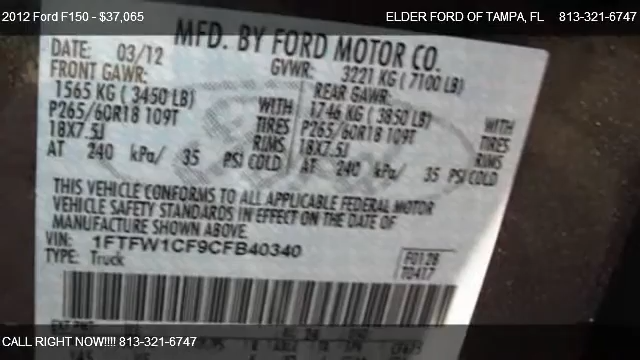 2012 Ford F150 - $37,065
ELDER FORD OF TAMPA, FL 813-321-6747
MFD. BY FORD MOTOR CO.
DATE: 03/12
GVWR: 3221 KG ( 7100 LB)
FRONT GAWR:
1565 KG ( 3450 LB)
P265/60R18 109T
18X7.5J
WITH
TIRES
RIMS
AT 240 kPa/ 35 PSI COLD
REAR GAWR:
1746 KG ( 3850 LB)
P265/60R18 109T
18X7.5J
WITH
TIRES
RIMS
AT 240 kPa/ 35 PSI COLD
THIS VEHICLE CONFORMS TO ALL APPLICABLE FEDERAL MOTOR
VEHICLE SAFETY STANDARDS IN EFFECT ON THE DATE OF
MANUFACTURE SHOWN ABOVE.
VIN: 1FTFW1CF9CFB40340
TYPE: Truck
F0128
T0417
CALL RIGHT NOW!!!! 813-321-6747